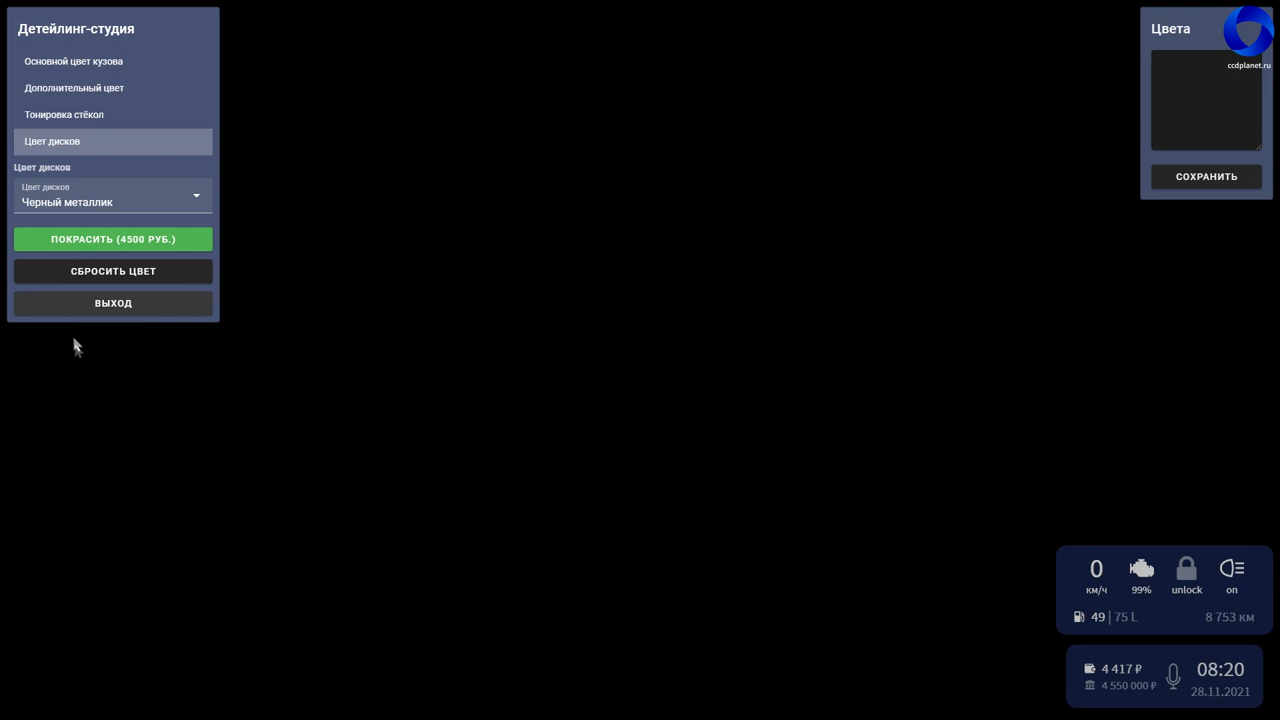 Детейлинг-студия
Основной цвет кузова
Дополнительный цвет
Тонировка стёкол
Цвет дисков
Цвет дисков
Цвет дисков
Черный металлик
ПОКРАСИТЬ (4500 РУБ.)
СБРОСИТЬ ЦВЕТ
ВЫХОД
Цвета
ccdplanet.ru
СОХРАНИТЬ
0 км/ч
99%
unlock
on
49 | 75 L
8 753 км
4 417 ₽
4 550 000 ₽
08:20
28.11.2021